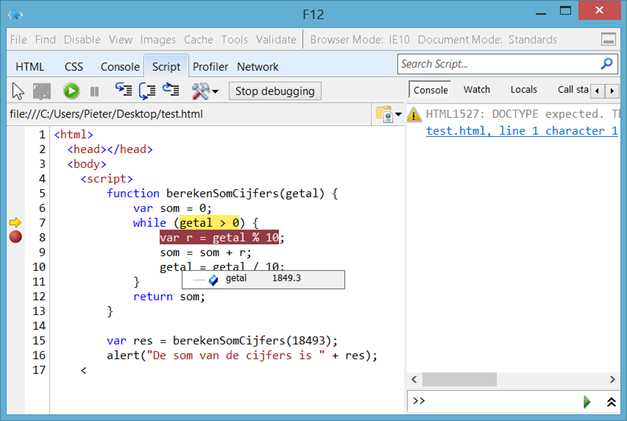 F12
File Find Disable View Images Cache Tools Validate Browser Mode: IE10 Document Mode: Standards
HTML CSS Console Script Profiler Network
Search Script...
Stop debugging
Console Watch Locals Call sta
file:///C:/Users/Pieter/Desktop/test.html
HTML1527: DOCTYPE expected. T
test.html, line 1 character 1
1 <html>
2 <head></head>
3 <body>
4 <script>
5 function berekenSomCijfers(getal) {
6 var som = 0;
7 while (getal > 0) {
8 var r = getal % 10;
9 som = som + r;
10 getal = getal / 10;
getal 1849.3
11 }
12 return som;
13 }
14
15 var res = berekenSomCijfers(18493);
16 alert("De som van de cijfers is " + res);
17 <
>>